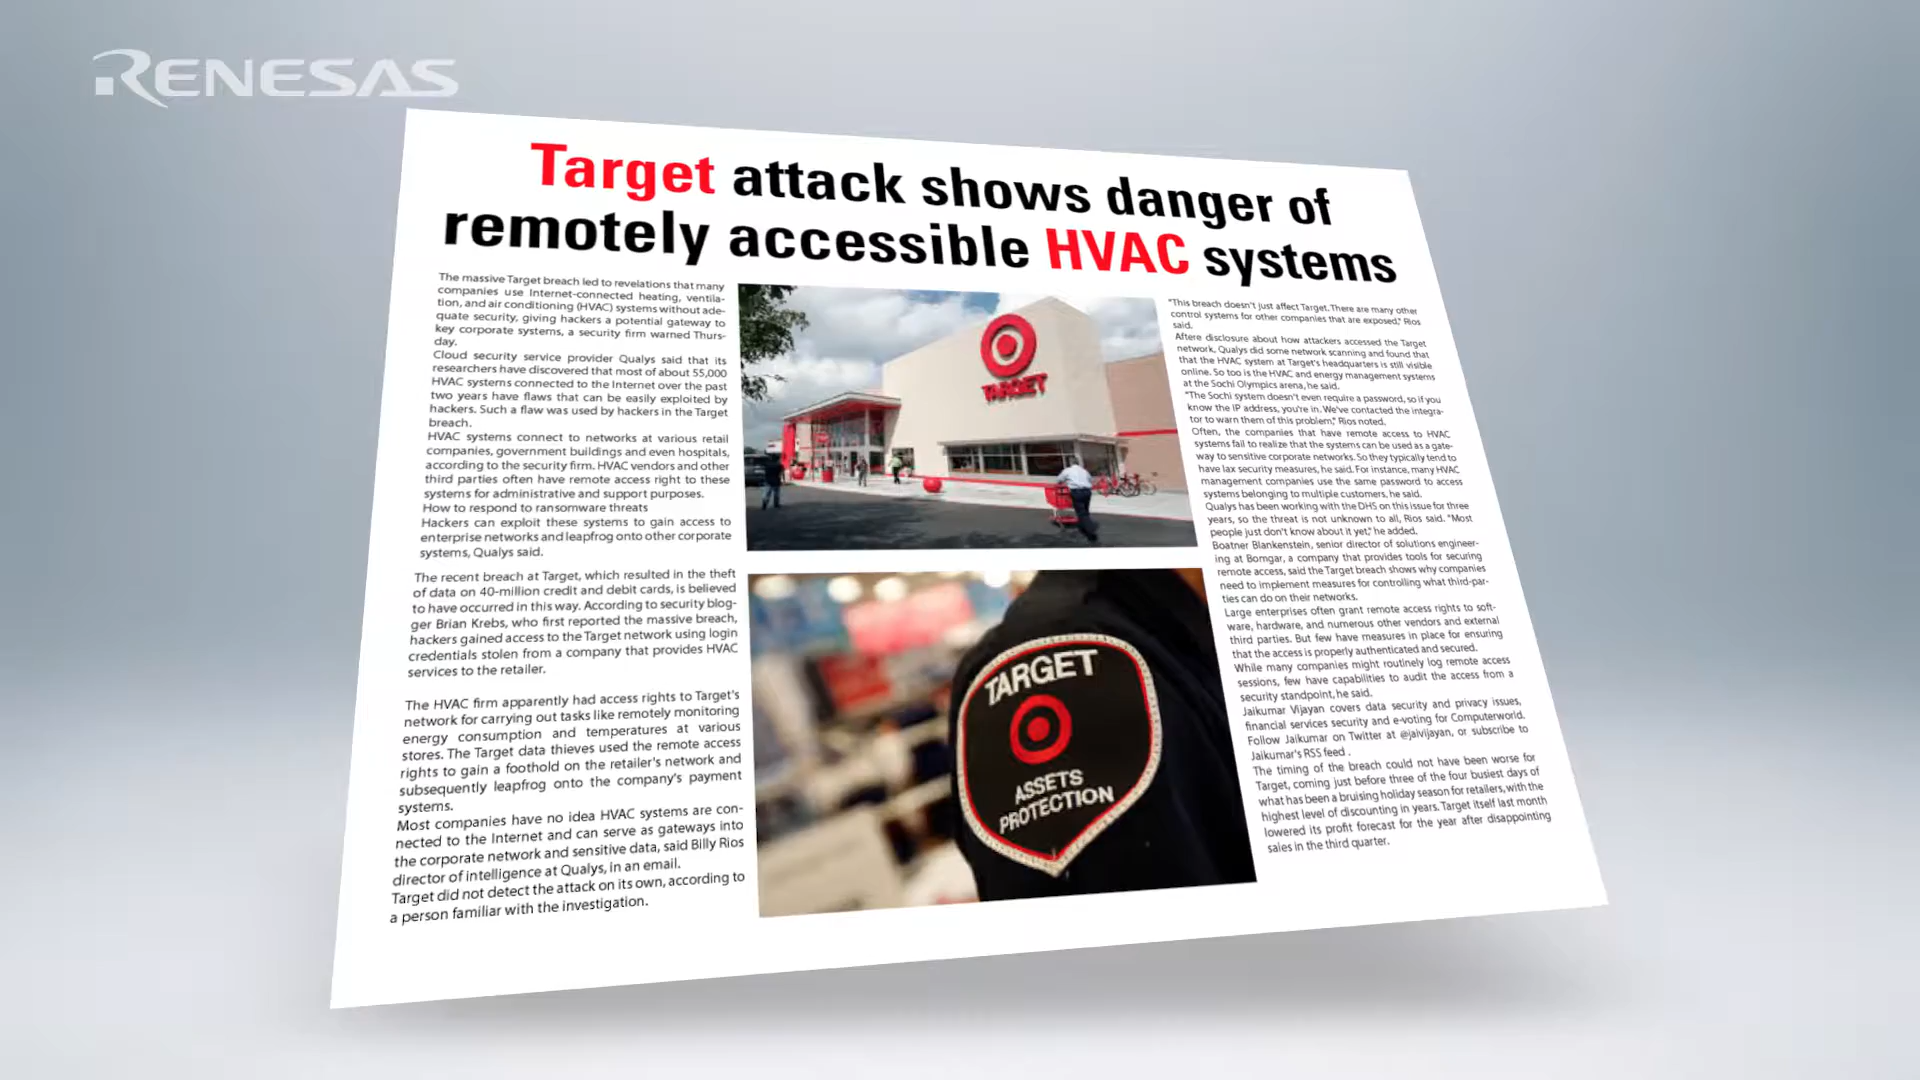 RENESAS
Target attack shows danger of
remotely accessible HVAC systems
The massive Target breach led to revelations that many
companies use Internet-connected heating, ventila-
tion, and air conditioning (HVAC) systems without ade-
quate security, giving hackers a potential gateway to
key corporate systems, a security firm warned Thurs-
day.
Cloud security service provider Qualys said that its
researchers have discovered that most of about 55,000
HVAC systems connected to the Internet over the past
two years have flaws that can be easily exploited by
hackers. Such a flaw was used by hackers in the Target
breach.
HVAC systems connect to networks at various retail
companies, government buildings and even hospitals,
according to the security firm. HVAC vendors and other
third parties often have remote access right to these
systems for administrative and support purposes.
How to respond to ransomware threats
Hackers can exploit these systems to gain access to
enterprise networks and leapfrog onto other corporate
systems, Qualys said.
The recent breach at Target, which resulted in the theft
of data on 40-million credit and debit cards, is believed
to have occurred in this way. According to security blog-
ger Brian Krebs, who first reported the massive breach,
hackers gained access to the Target network using login
credentials stolen from a company that provides HVAC
services to the retailer.
The HVAC firm apparently had access rights to Target's
network for carrying out tasks like remotely monitoring
energy consumption and temperatures at various
stores. The Target data thieves used the remote access
rights to gain a foothold on the retailer's network and
subsequently leapfrog onto the company's payment
systems.
Most companies have no idea HVAC systems are con-
nected to the Internet and can serve as gateways into
the corporate network and sensitive data, said Billy Rios
director of intelligence at Qualys, in an email.
Target did not detect the attack on its own, according to
a person familiar with the investigation.
TARGET
TARGET
ASSETS
PROTECTION
"This breach doesn't just affect Target. There are many other
control systems for other companies that are exposed," Rios
said.
Aftere disclosure about how attackers accessed the Target
network, Qualys did some network scanning and found that
that the HVAC system at Target's headquarters is still visible
online. So too is the HVAC and energy management systems
at the Sochi Olympics arena, he said.
"The Sochi system doesn't even require a password, so if you
know the IP address, you're in. We've contacted the integra-
tor to warn them of this problem," Rios noted.
Often, the companies that have remote access to HVAC
systems fail to realize that the systems can be used as a gate-
way to sensitive corporate networks. So they typically tend to
have lax security measures, he said. For instance, many HVAC
management companies use the same password to access
systems belonging to multiple customers, he said.
Qualys has been working with the DHS on this issue for three
years, so the threat is not unknown to all, Rios said. "Most
people just don't know about it yet," he added.
Boatner Blankenstein, senior director of solutions engineer-
ing at Bomgar, a company that provides tools for securing
remote access, said the Target breach shows why companies
need to implement measures for controlling what third-par-
ties can do on their networks.
Large enterprises often grant remote access rights to soft-
ware, hardware, and numerous other vendors and external
third parties. But few have measures in place for ensuring
that the access is properly authenticated and secured.
While many companies might routinely log remote access
sessions, few have capabilities to audit the access from a
security standpoint, he said.
Jaikumar Vijayan covers data security and privacy issues,
financial services security and e-voting for Computerworld.
Follow Jaikumar on Twitter at @jaivijayan, or subscribe to
Jaikumar's RSS feed .
The timing of the breach could not have been worse for
Target, coming just before three of the four busiest days of
what has been a bruising holiday season for retailers, with the
highest level of discounting in years. Target itself last month
lowered its profit forecast for the year after disappointing
sales in the third quarter.